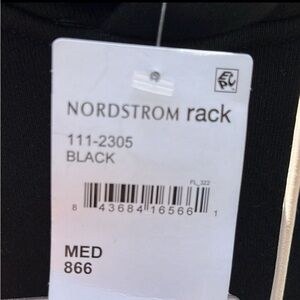 NORDSTROM rack
111-2305
BLACK
FL_322
8 43684 16566 1
MED
866